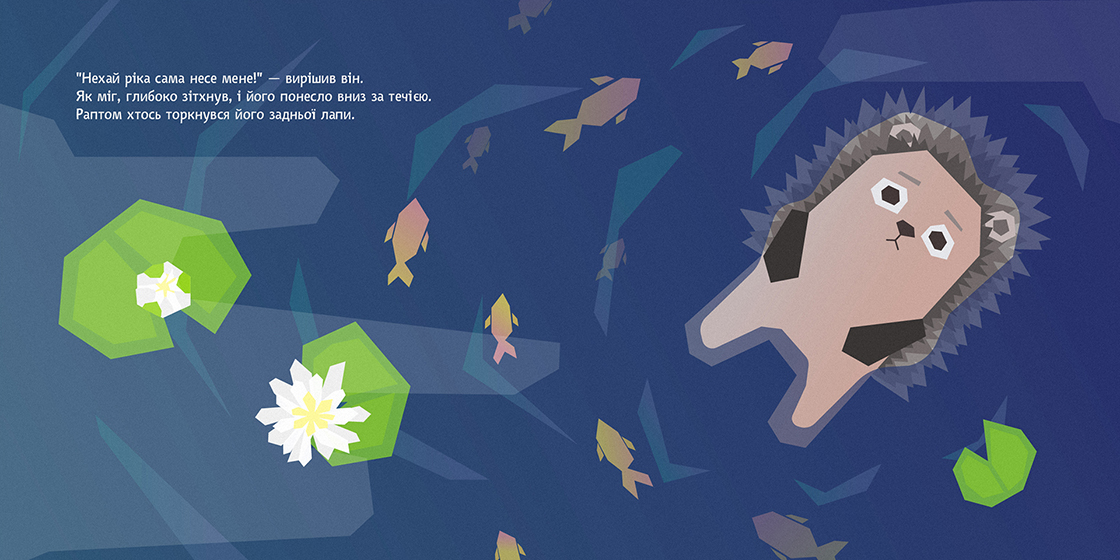 "Нехай ріка сама несе мене!" — вирішив він.
Як міг, глибоко зітхнув, і його понесло вниз за течією.
Раптом хтось торкнувся його задньої лапи.